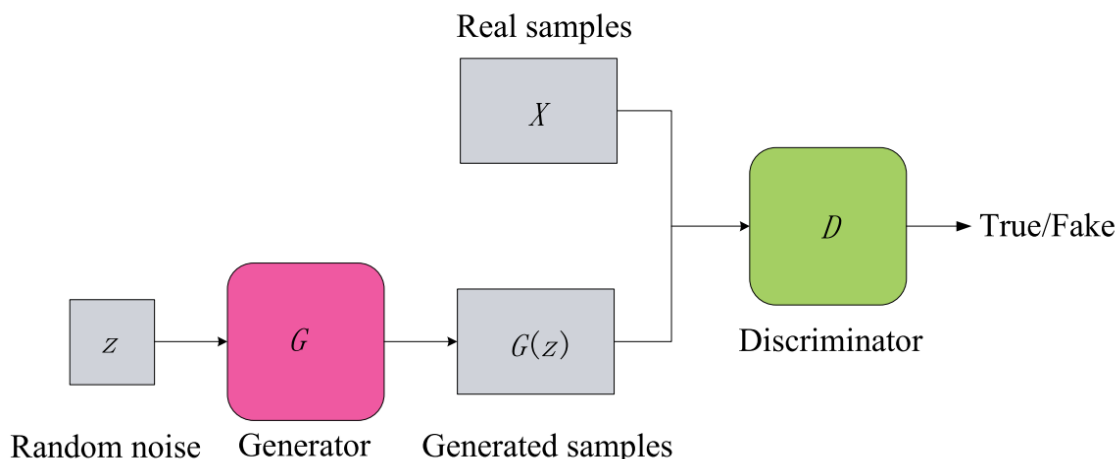 Real samples
X
D
True/Fake
Discriminator
z
G
G(z)
Random noise
Generator
Generated samples